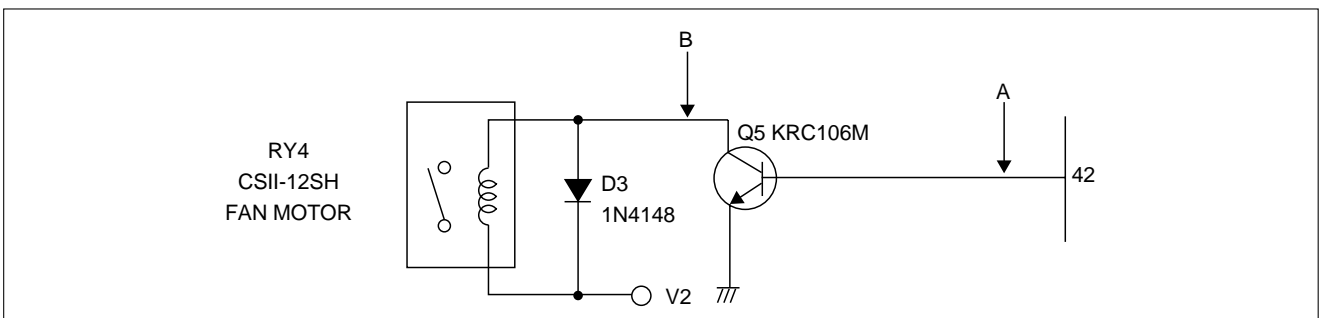 B
A
Q5 KRC106M
RY4
CSII-12SH
FAN MOTOR
D3
1N4148
42
V2